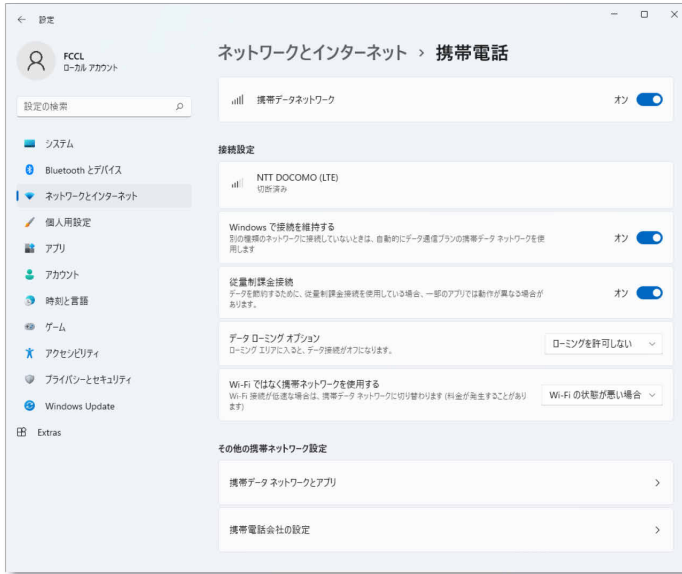 設定
FCCL
ローカル アカウント
設定の検索
システム
Bluetooth とデバイス
ネットワークとインターネット
個人用設定
アプリ
アカウント
時刻と言語
ゲーム
アクセシビリティ
プライバシーとセキュリティ
Windows Update
Extras
ネットワークとインターネット › 携帯電話
携帯データネットワーク
オン
接続設定
NTT DOCOMO (LTE)
切断済み
Windows で接続を維持する
別の種類のネットワークに接続していないときは、自動的にデータ通信プランの携帯データ ネットワークを使
用します
オン
従量制課金接続
データを節約するために、従量制課金接続を使用している場合、一部のアプリでは動作が異なる場合が
あります。
オン
データ ローミング オプション
ローミング エリアに入ると、データ接続がオフになります。
ローミングを許可しない
Wi-Fi ではなく携帯ネットワークを使用する
Wi-Fi 接続が低速な場合は、携帯データ ネットワークに切り替わります (料金が発生することがあり
ます)
Wi-Fi の状態が悪い場合
その他の携帯ネットワーク設定
携帯データ ネットワークとアプリ
携帯電話会社の設定